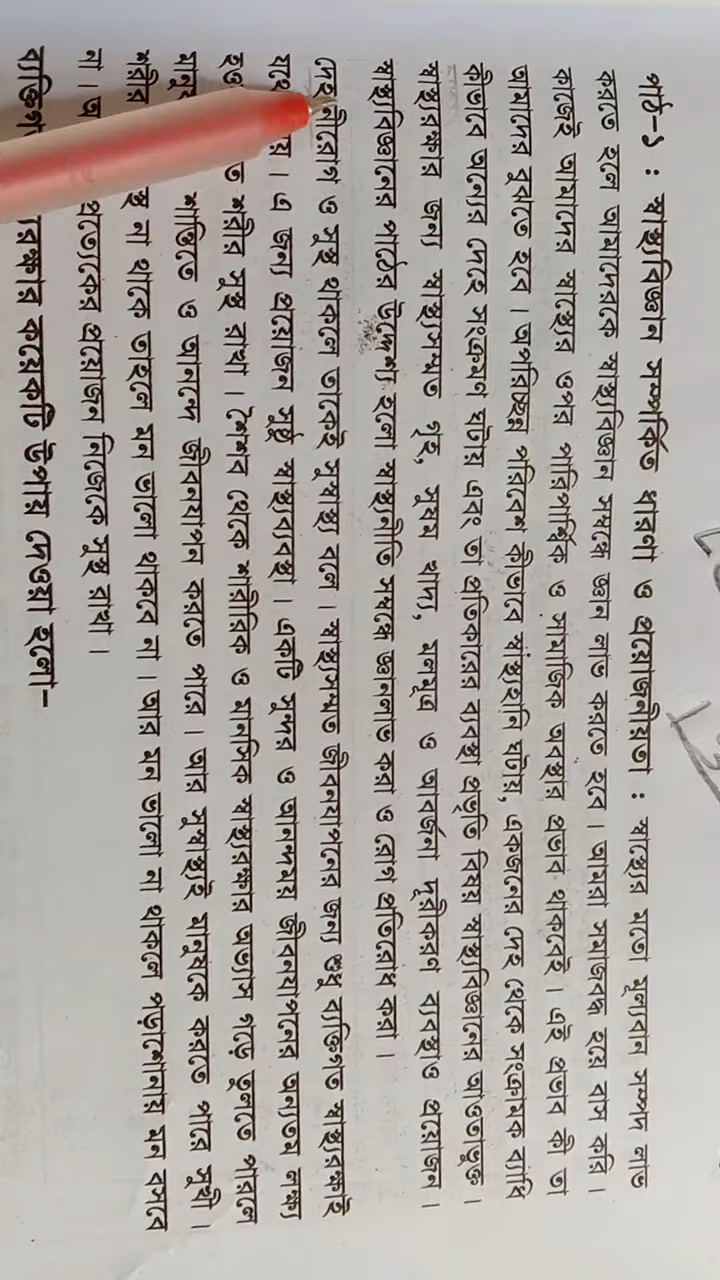 পাঠ-১ : স্বাস্থ্যবিজ্ঞান সম্পর্কিত ধারণা ও প্রয়োজনীয়তা : স্বাস্থ্যের মতো মূল্যবান সম্পদ লাভ
করতে হলে আমাদেরকে স্বাস্থ্যবিজ্ঞান সম্বন্ধে জ্ঞান লাভ করতে হবে। আমরা সমাজবদ্ধ হয়ে বাস করি।
কাজেই আমাদের স্বাস্থ্যের ওপর পারিপার্শ্বিক ও সামাজিক অবস্থার প্রভাব থাকবেই। এই প্রভাব কী তা
আমাদের বুঝতে হবে। অপরিচ্ছন্ন পরিবেশ কীভাবে স্বাস্থ্যহানি ঘটায়, একজনের দেহ থেকে সংক্রামক ব্যাধি
কীভাবে অন্যের দেহে সংক্রমণ ঘটায় এবং তা প্রতিকারের ব্যবস্থা প্রভৃতি বিষয় স্বাস্থ্যবিজ্ঞানের আওতাভুক্ত।
স্বাস্থ্যরক্ষার জন্য স্বাস্থ্যসম্মত গৃহ, সুষম খাদ্য, মলমূত্র ও আবর্জনা দূরীকরণ ব্যবস্থাও প্রয়োজন।
স্বাস্থ্যবিজ্ঞানের পাঠের উদ্দেশ্য হলো স্বাস্থ্যনীতি সম্বন্ধে জ্ঞানলাভ করা ও রোগ প্রতিরোধ করা।
দেহ নীরোগ ও সুস্থ থাকলে তাকেই সুস্বাস্থ্য বলে। স্বাস্থ্যসম্মত জীবনযাপনের জন্য শুধু ব্যক্তিগত স্বাস্থ্যরক্ষাই
য়। এ জন্য প্রয়োজন সুষ্ঠু স্বাস্থ্যব্যবস্থা। একটি সুন্দর ও আনন্দময় জীবনযাপনের অন্যতম লক্ষ্য
শরীর সুস্থ রাখা। শৈশব থেকে শারীরিক ও মানসিক স্বাস্থ্যরক্ষার অভ্যাস গড়ে তুলতে পারলে
শান্তিতে ও আনন্দে জীবনযাপন করতে পারে। আর সুস্বাস্থ্যই মানুষকে করতে পারে সুখী।
শরীর না থাকে তাহলে মন ভালো থাকবে না। আর মন ভালো না থাকলে পড়াশোনায় মন বসবে
না। প্রত্যেকের প্রয়োজন নিজেকে সুস্থ রাখা।
রক্ষার কয়েকটি উপায় দেওয়া হলো-